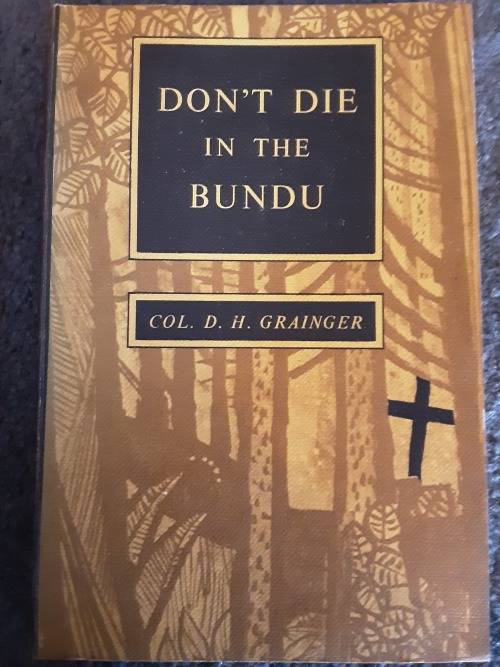 DON'T DIE
IN THE
BUNDU
COL. D. H. GRAINGER